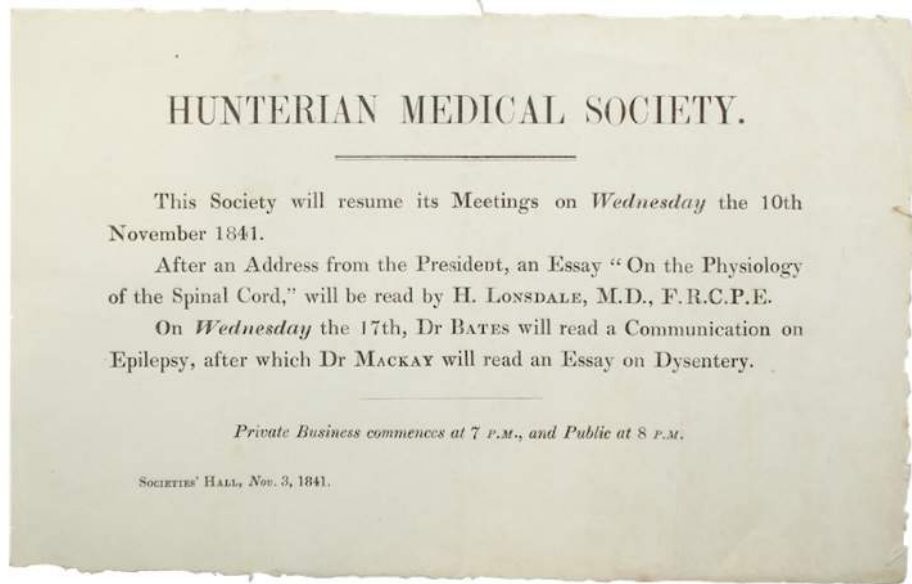 HUNTERIAN MEDICAL SOCIETY.
This Society will resume its Meetings on Wednesday the 10th
November 1841.
After an Address from the President, an Essay “On the Physiology
of the Spinal Cord,” will be read by H. LONSDALE, M.D., F.R.C.P.E.
On Wednesday the 17th, Dr BATES will read a Communication on
Epilepsy, after which Dr MACKAY will read an Essay on Dysentery.
Private Business commences at 7 P.M., and Public at 8 P.M.
SOCIETIES’ HALL, Nov. 3, 1841.